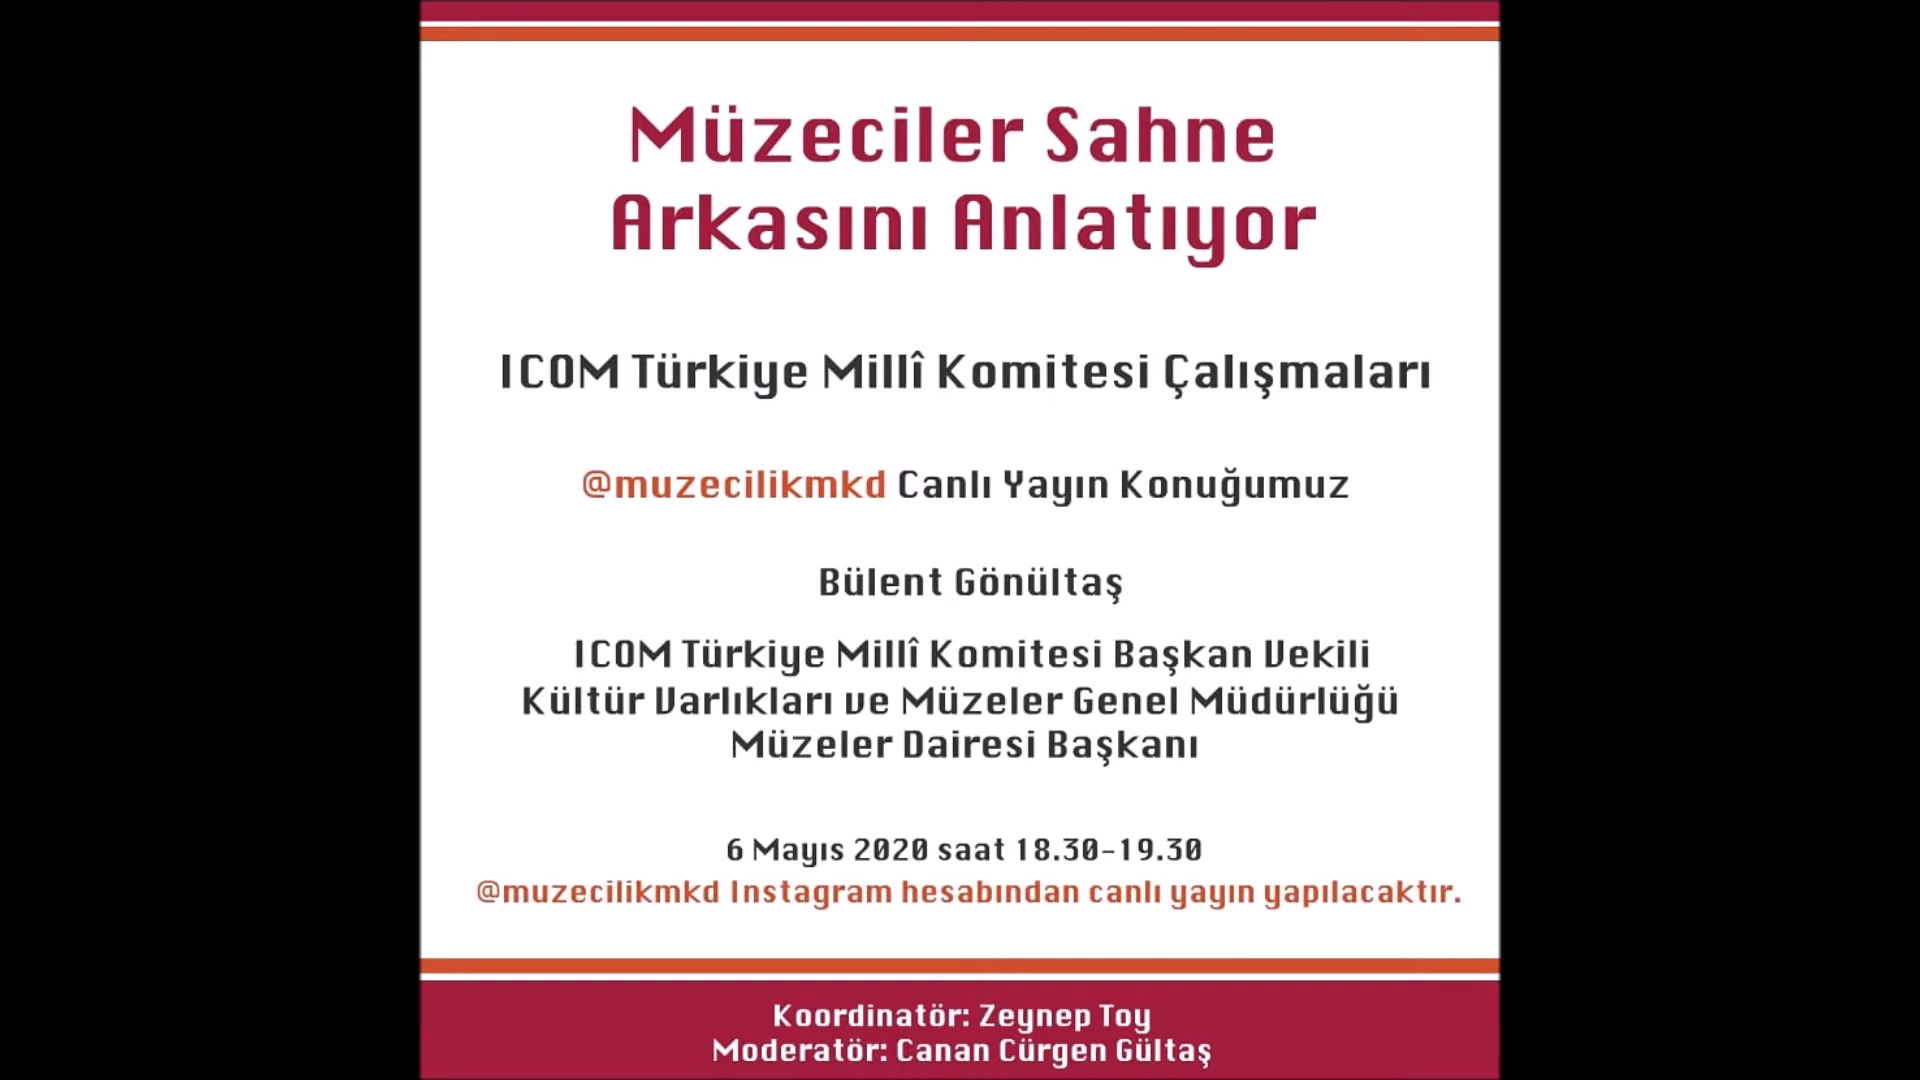 Müzeciler Sahne
Arkasını Anlatıyor
ICOM Türkiye Millî Komitesi Çalışmaları
@muzecilikmkd Canlı Yayın Konuğumuz
Bülent Gönültaş
ICOM Türkiye Millî Komitesi Başkan Vekili
Kültür Varlıkları ve Müzeler Genel Müdürlüğü
Müzeler Dairesi Başkanı
6 Mayıs 2020 saat 18.30-19.30
@muzecilikmkd Instagram hesabından canlı yayın yapılacaktır.
Koordinatör: Zeynep Toy
Moderatör: Canan Cürgen Gültaş